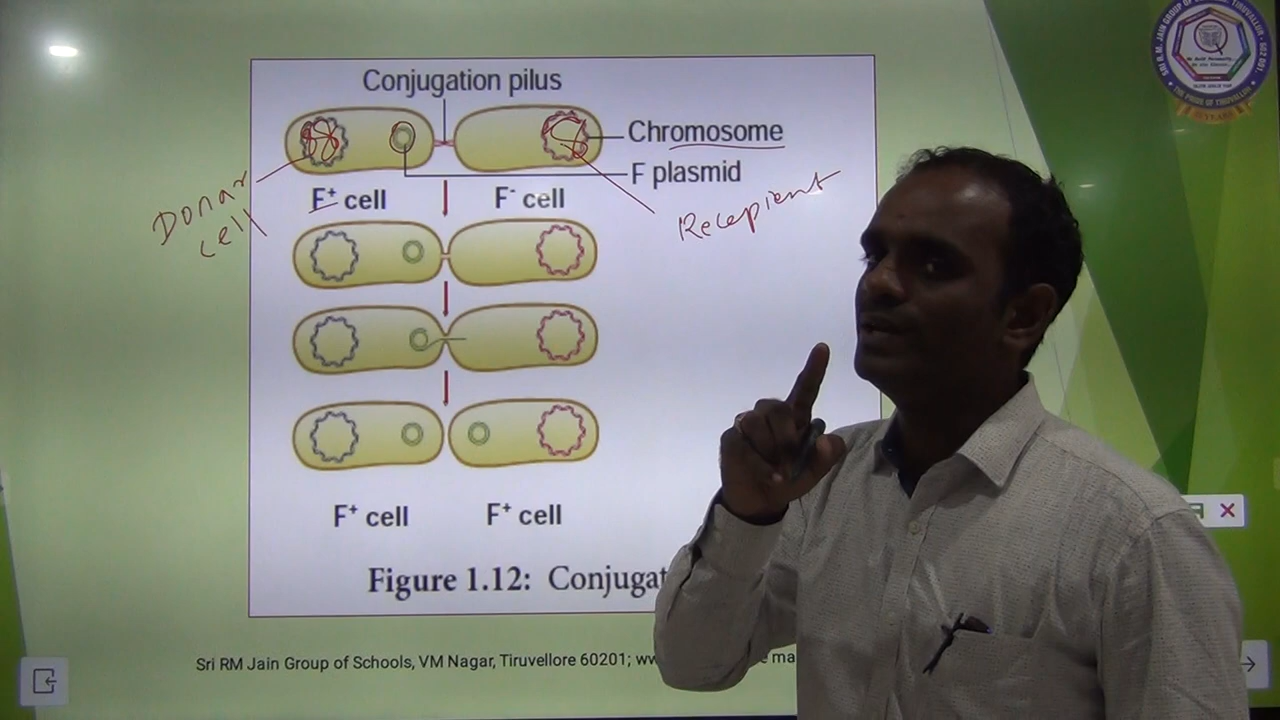 Conjugation pilus
Chromosome
F plasmid
F⁺ cell
F⁻ cell
Donar
cell
Recepient
F⁺ cell
F⁺ cell
Figure 1.12: Conjugat
Sri RM Jain Group of Schools, VM Nagar, Tiruvellore 60201;